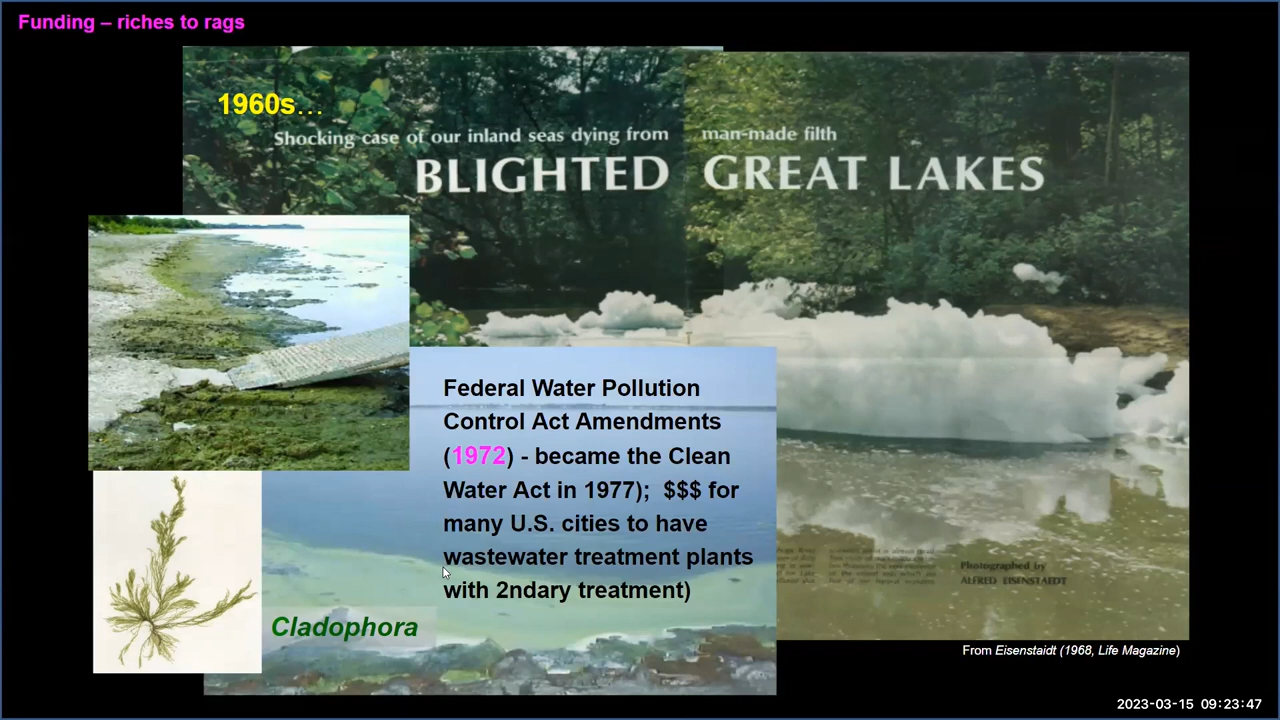 Funding – riches to rags
1960s…
Shocking case of our inland seas dying from man-made filth
BLIGHTED GREAT LAKES
Federal Water Pollution
Control Act Amendments
(1972) - became the Clean
Water Act in 1977);  $$$ for
many U.S. cities to have
wastewater treatment plants
with 2ndary treatment)
Photographed by
ALFRED EISENSTAEDT
Cladophora
From Eisenstaidt (1968, Life Magazine)
2023-03-15 09:23:47